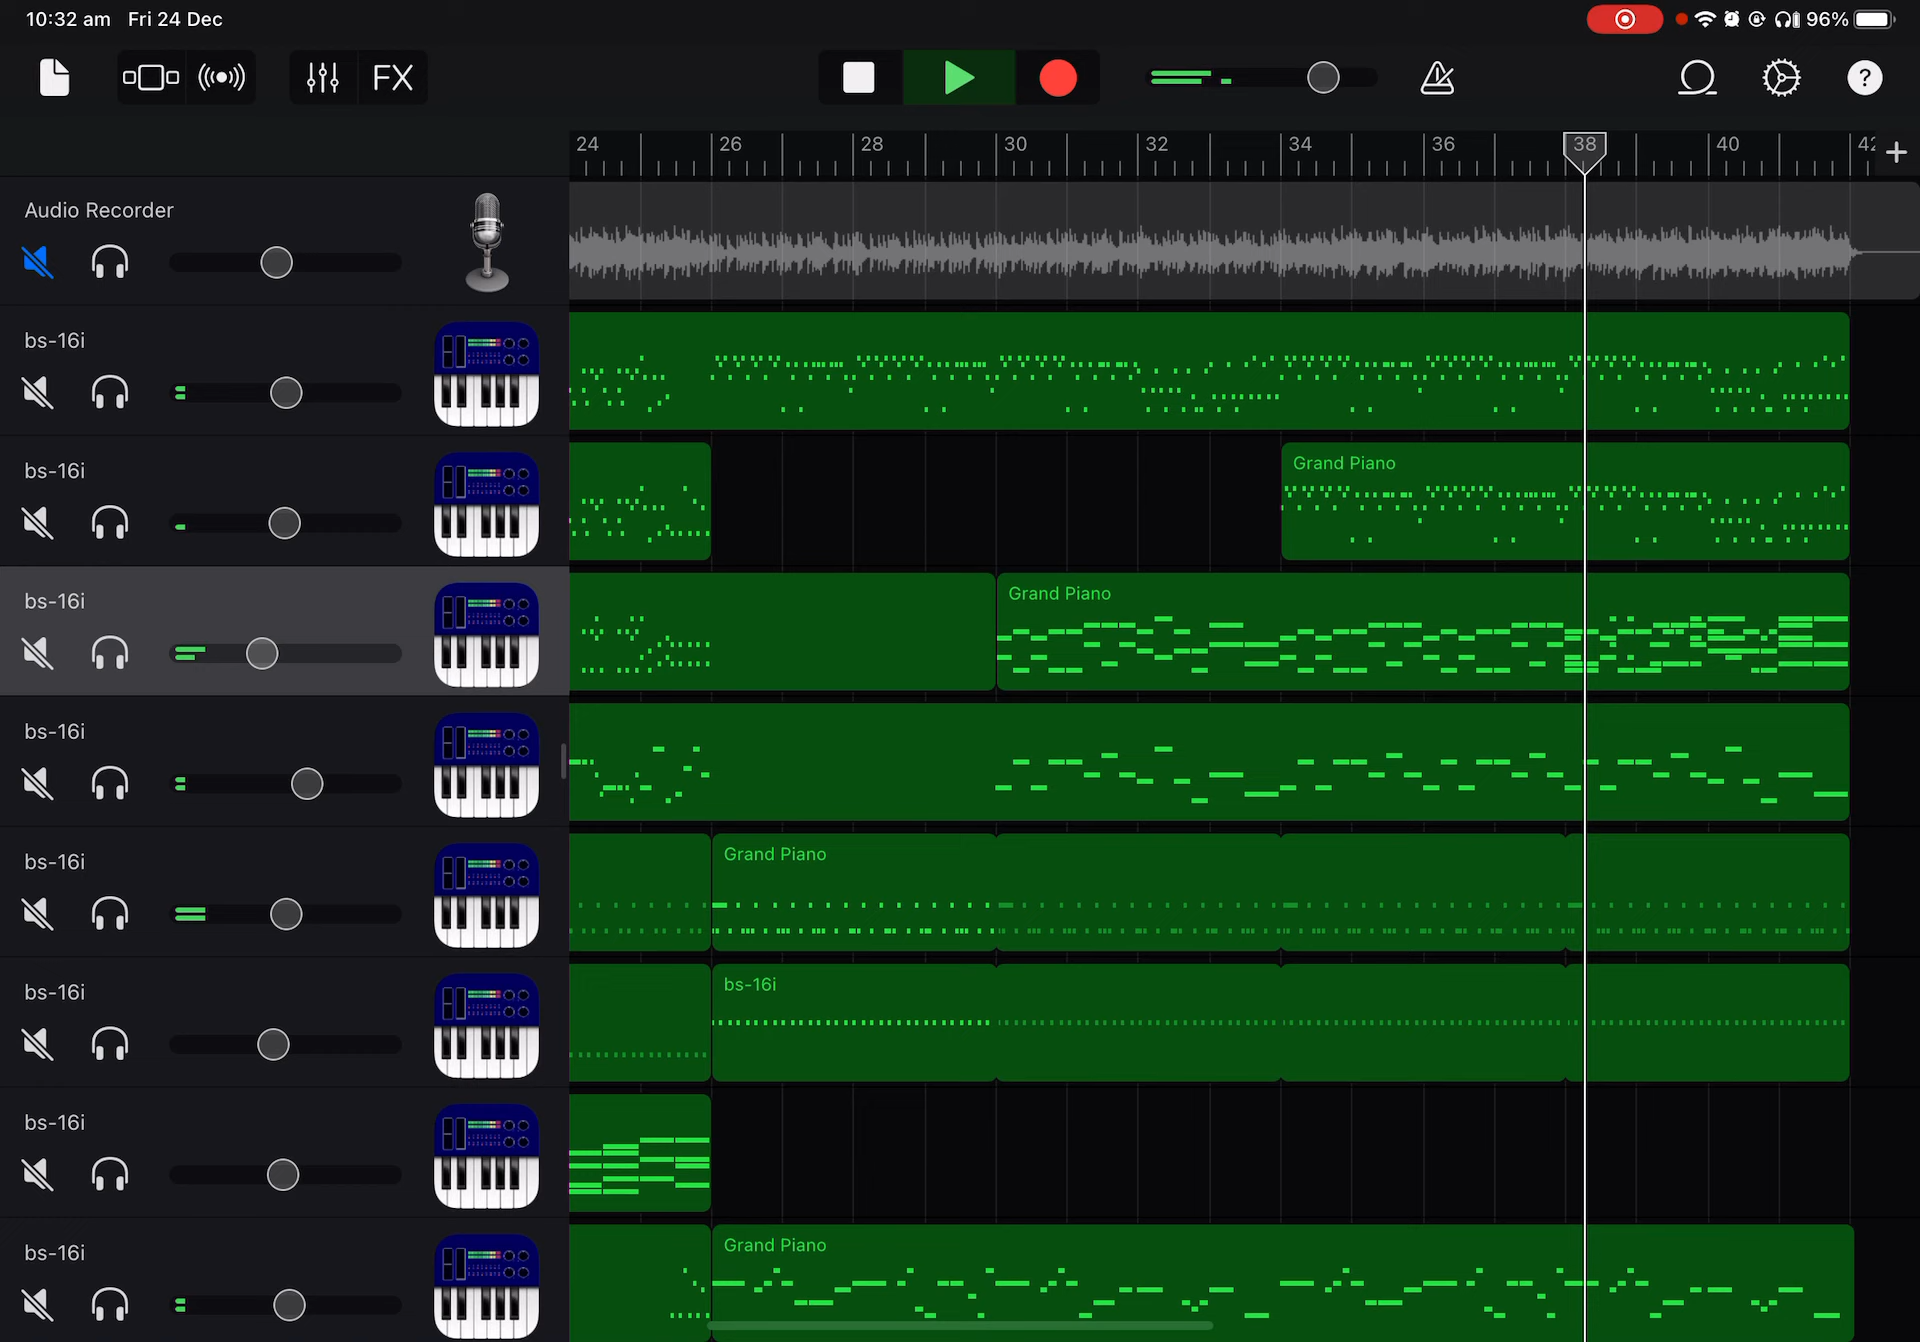 10:32 am Fri 24 Dec
96%
FX
?
24 26 28 30 32 34 36 38 40 42
+
Audio Recorder
bs-16i
bs-16i
Grand Piano
bs-16i
Grand Piano
bs-16i
bs-16i
Grand Piano
bs-16i
bs-16i
bs-16i
bs-16i
Grand Piano